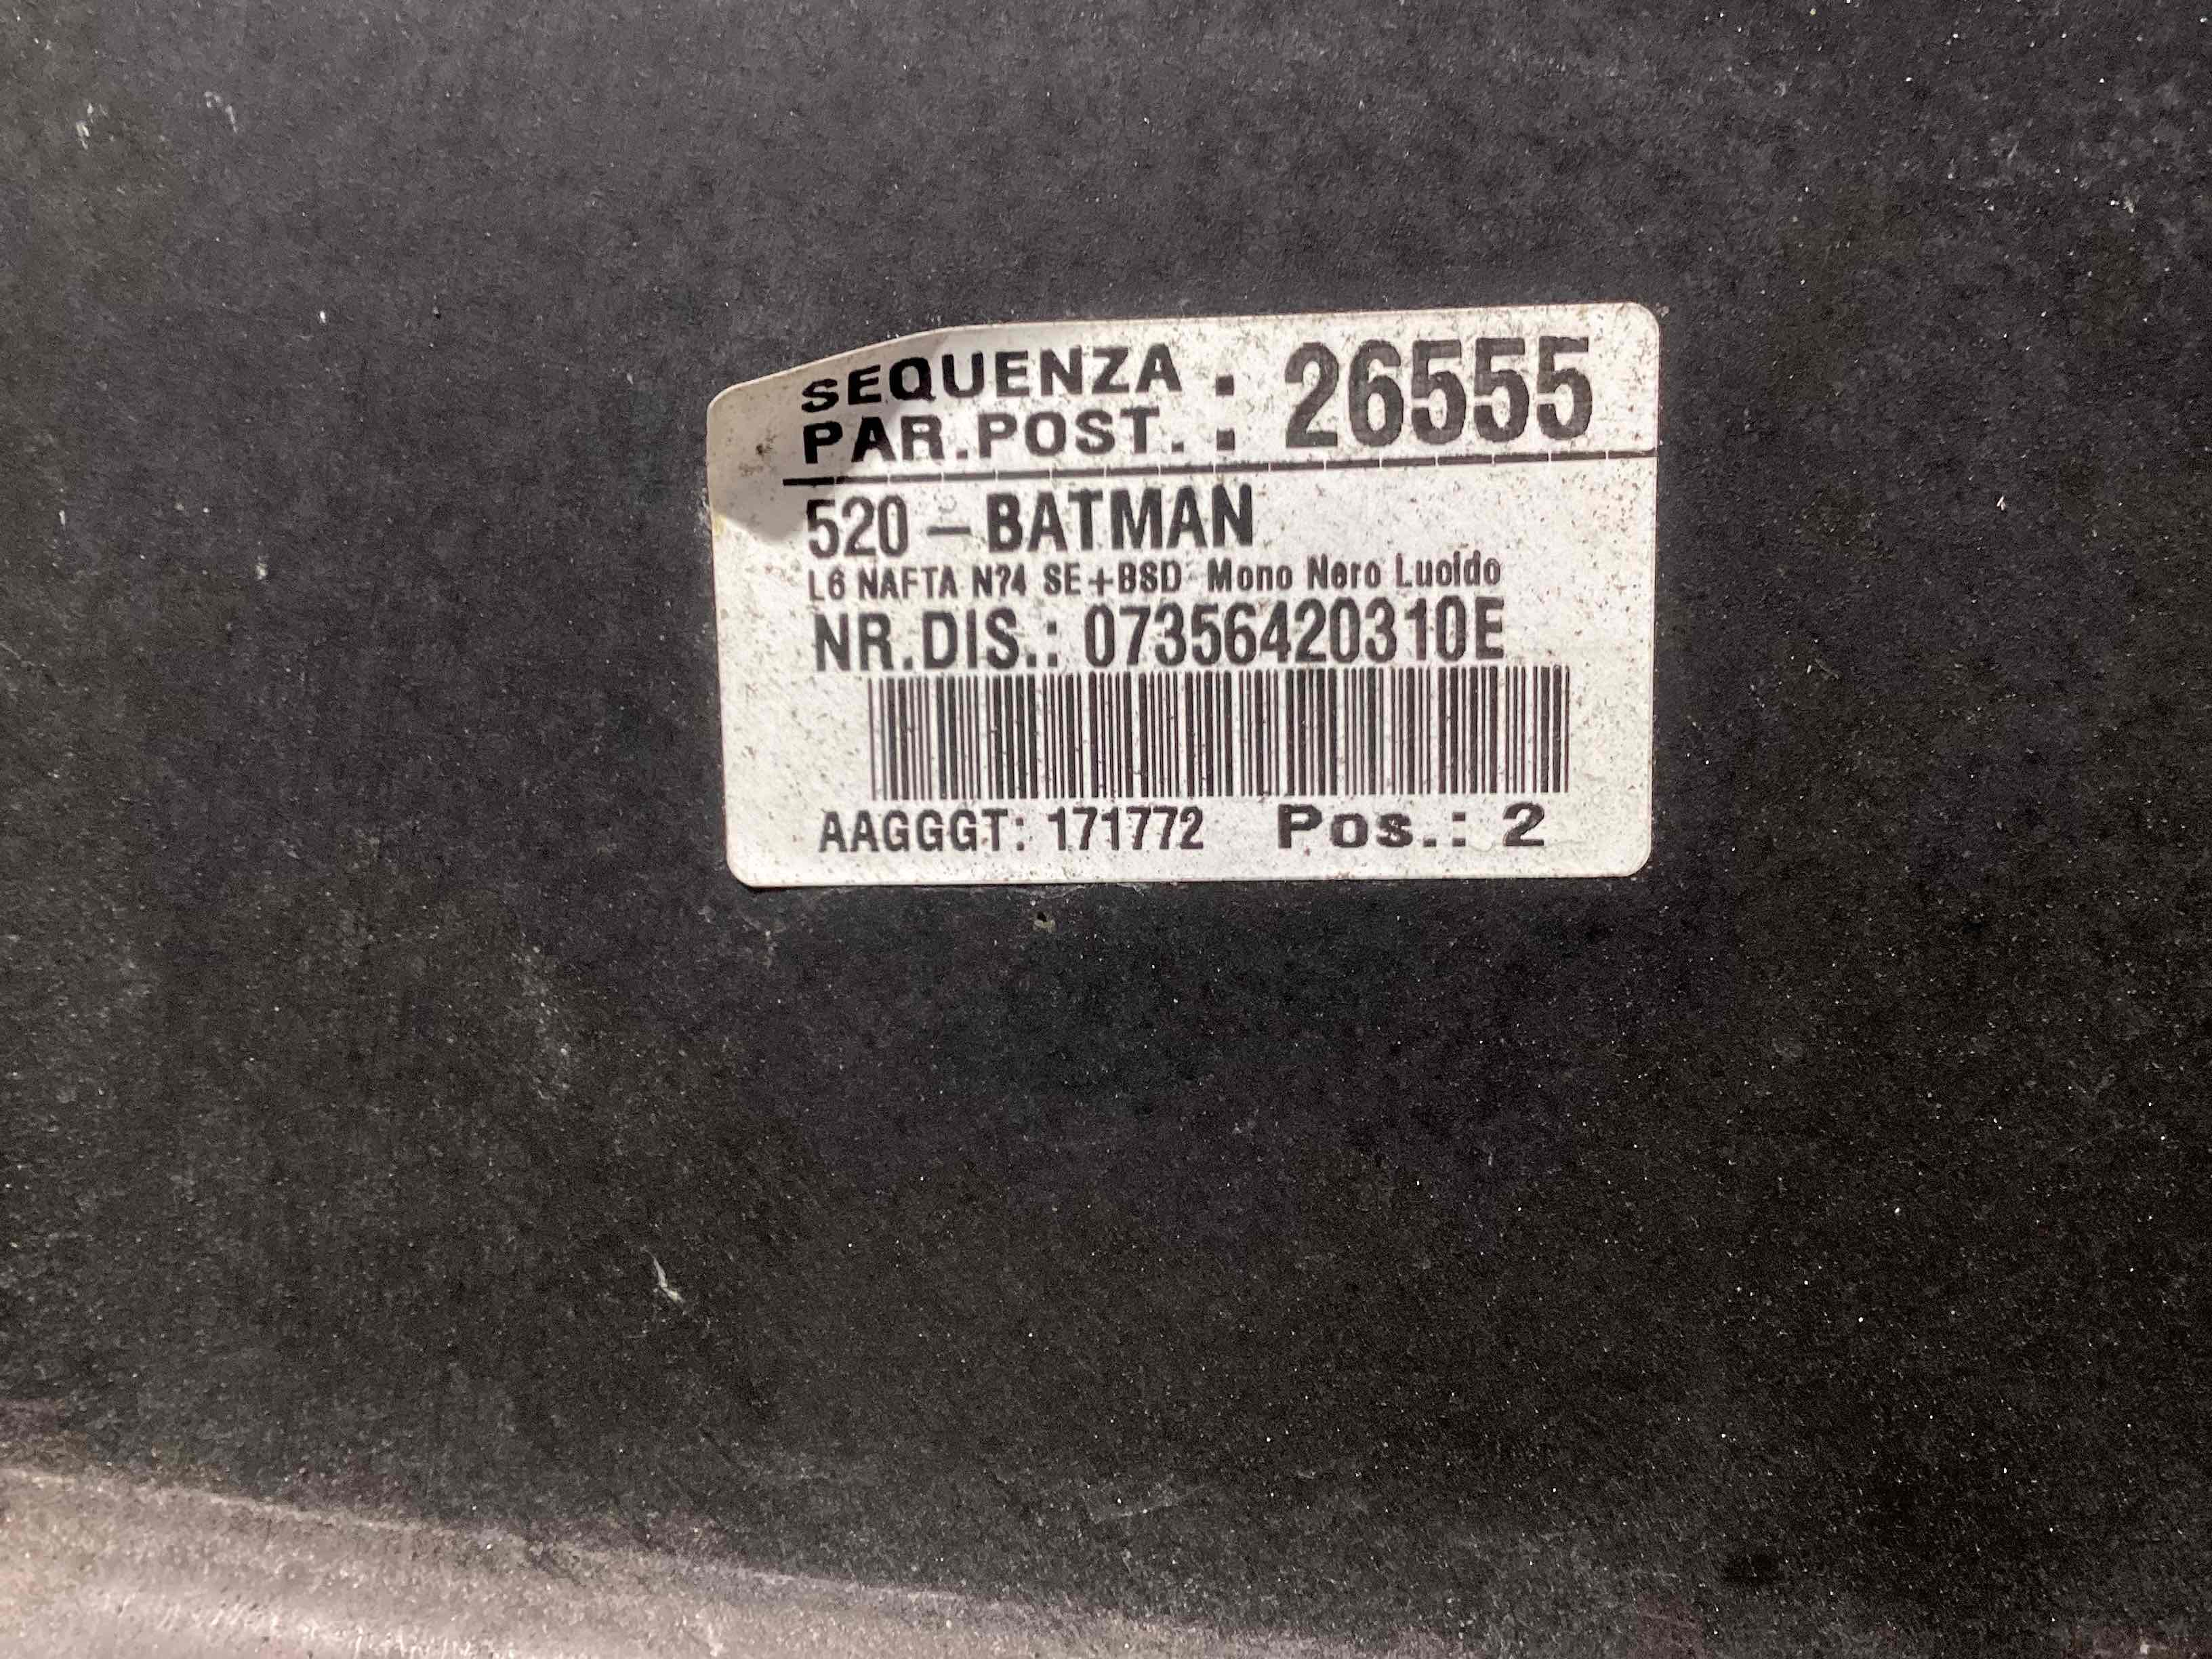 SEQUENZA : 26555
PAR.POST. :
520 – BATMAN
L6 NAFTA N74 SE+BSD Mono Nero Lucido
NR.DIS.: 07356420310E
AAGGGT: 171772 Pos.: 2